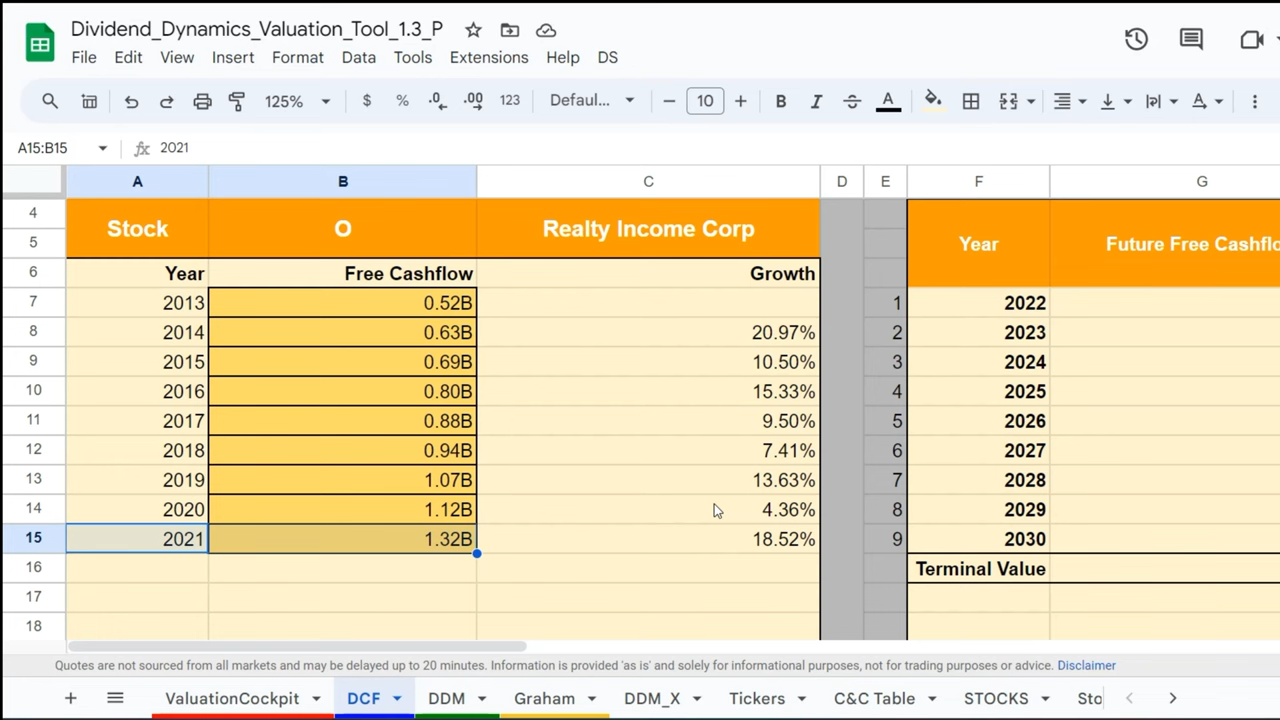 Dividend_Dynamics_Valuation_Tool_1.3_P
File Edit View Insert Format Data Tools Extensions Help DS
125% $ % .0 .00 123 Defaul... − 10 + B I A
A15:B15 fx 2021
A B C D E F G
4 5 Stock O Realty Income Corp Year Future Free Cashflo
6 Year Free Cashflow Growth
7 2013 0.52B 1 2022
8 2014 0.63B 20.97% 2 2023
9 2015 0.69B 10.50% 3 2024
10 2016 0.80B 15.33% 4 2025
11 2017 0.88B 9.50% 5 2026
12 2018 0.94B 7.41% 6 2027
13 2019 1.07B 13.63% 7 2028
14 2020 1.12B 4.36% 8 2029
15 2021 1.32B 18.52% 9 2030
16 Terminal Value
17
18
Quotes are not sourced from all markets and may be delayed up to 20 minutes. Information is provided 'as is' and solely for informational purposes, not for trading purposes or advice. Disclaimer
+ ValuationCockpit DCF DDM Graham DDM_X Tickers C&C Table STOCKS Sto